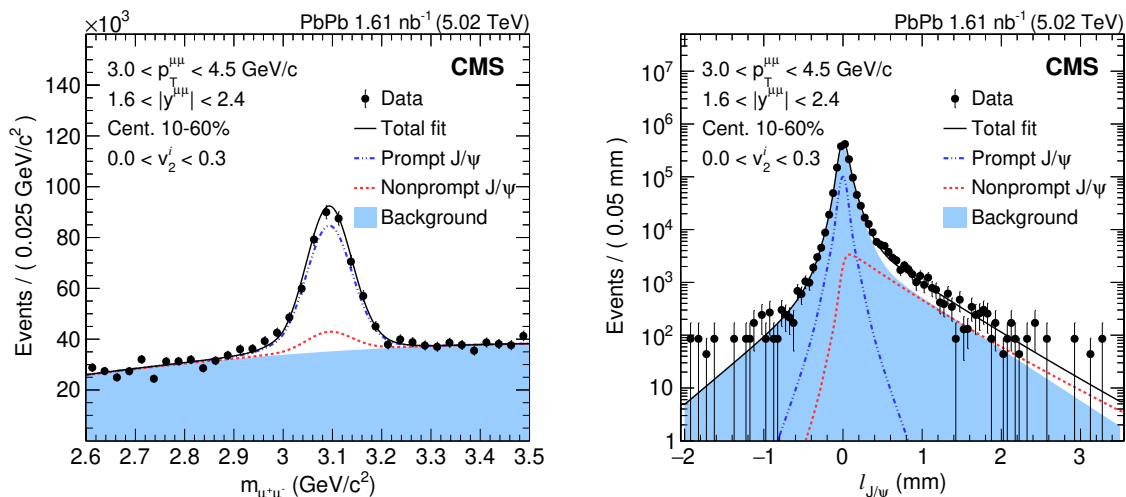 ×10³
PbPb 1.61 nb⁻¹ (5.02 TeV)
3.0 < p_T^μμ < 4.5 GeV/c
CMS
1.6 < |y^μμ| < 2.4
Cent. 10-60%
0.0 < v₂ⁱ < 0.3
Data
Total fit
Prompt J/ψ
Nonprompt J/ψ
Background
Events / ( 0.025 GeV/c² )
140
120
100
80
60
40
20
2.6 2.7 2.8 2.9 3 3.1 3.2 3.3 3.4 3.5
m_μ⁺μ⁻ (GeV/c²)
PbPb 1.61 nb⁻¹ (5.02 TeV)
3.0 < p_T^μμ < 4.5 GeV/c
CMS
1.6 < |y^μμ| < 2.4
Cent. 10-60%
0.0 < v₂ⁱ < 0.3
Data
Total fit
Prompt J/ψ
Nonprompt J/ψ
Background
Events / ( 0.05 mm )
10⁷
10⁶
10⁵
10⁴
10³
10²
10
1
−2 −1 0 1 2 3
l_J/ψ (mm)